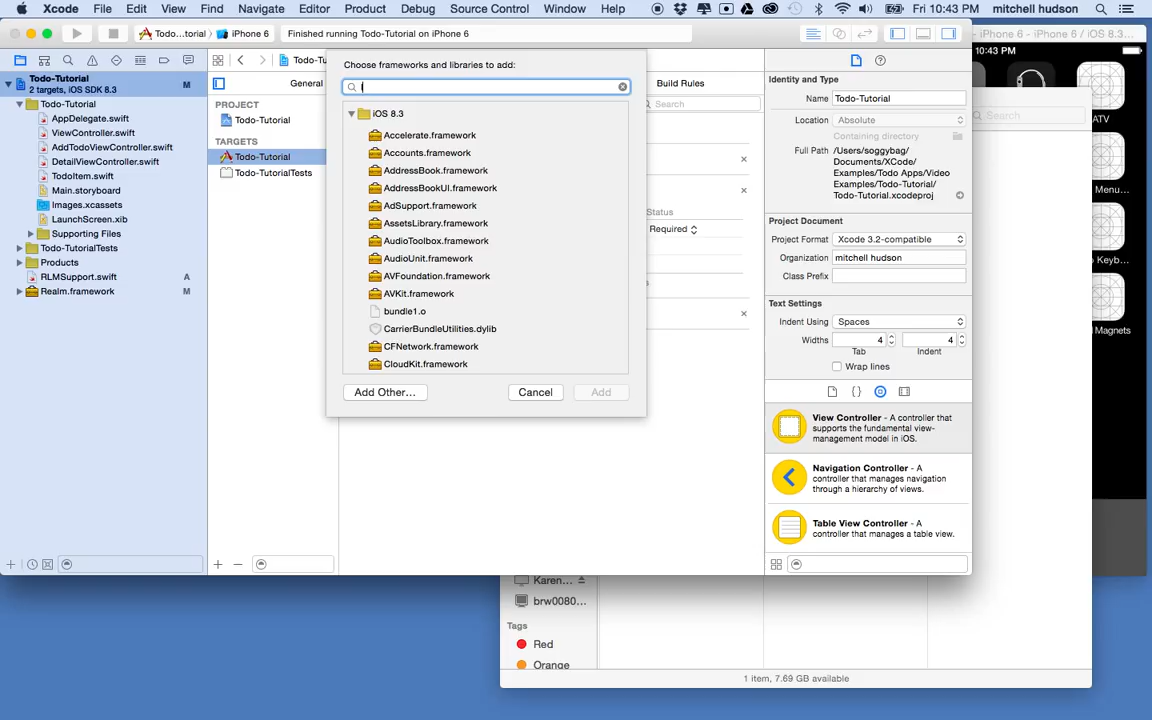 Xcode File Edit View Find Navigate Editor Product Debug Source Control Window Help Fri 10:43 PM mitchell hudson
Todo...torial iPhone 6 Finished running Todo-Tutorial on iPhone 6
- iPhone 6 - iPhone 6 / iOS 8.3...
10:43 PM
Todo-Tutorial
2 targets, iOS SDK 8.3 M
Todo-Tutorial
AppDelegate.swift
ViewController.swift
AddTodoViewController.swift
DetailViewController.swift
TodoItem.swift
Main.storyboard
Images.xcassets
LaunchScreen.xib
Supporting Files
Todo-TutorialTests
Products
RLMSupport.swift A
Realm.framework M
Todo-Tu
General
PROJECT
Todo-Tutorial
TARGETS
Todo-Tutorial
Todo-TutorialTests
Choose frameworks and libraries to add:
l
iOS 8.3
Accelerate.framework
Accounts.framework
AddressBook.framework
AddressBookUI.framework
AdSupport.framework
AssetsLibrary.framework
AudioToolbox.framework
AudioUnit.framework
AVFoundation.framework
AVKit.framework
bundle1.o
CarrierBundleUtilities.dylib
CFNetwork.framework
CloudKit.framework
Add Other...
Cancel
Add
Build Rules
Search
Status
Required
Identity and Type
Name Todo-Tutorial
Location Absolute
Containing directory
Full Path /Users/soggybag/
Documents/XCode/
Examples/Todo Apps/Video
Examples/Todo-Tutorial/
Todo-Tutorial.xcodeproj
Project Document
Project Format Xcode 3.2-compatible
Organization mitchell hudson
Class Prefix
Text Settings
Indent Using Spaces
Widths 4 4
Tab Indent
Wrap lines
View Controller - A
controller that
supports the fundamental view-
management model in iOS.
Navigation Controller - A
controller that manages navigation
through a hierarchy of views.
Table View Controller - A
controller that manages a table view.
Search
ATV
Menu...
o Keyb...
l Magnets
Karen...
brw0080...
Tags
Red
Orange
1 item, 7.69 GB available